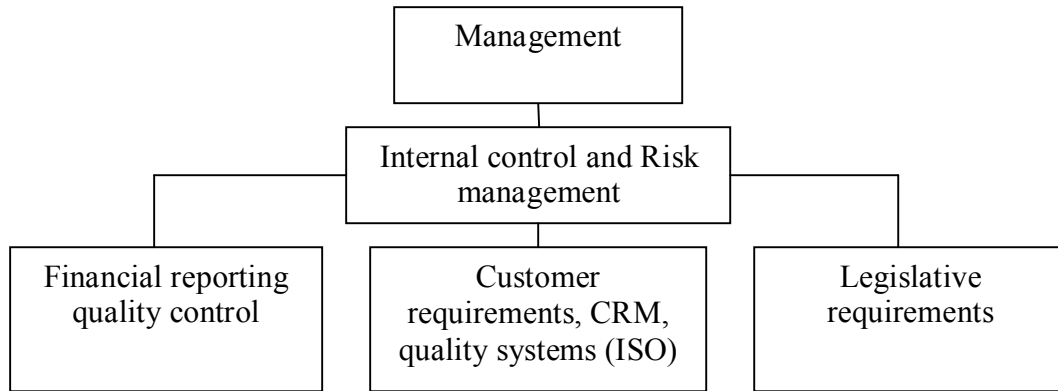 Management
Internal control and Risk
management
Financial reporting
quality control
Customer
requirements, CRM,
quality systems (ISO)
Legislative
requirements